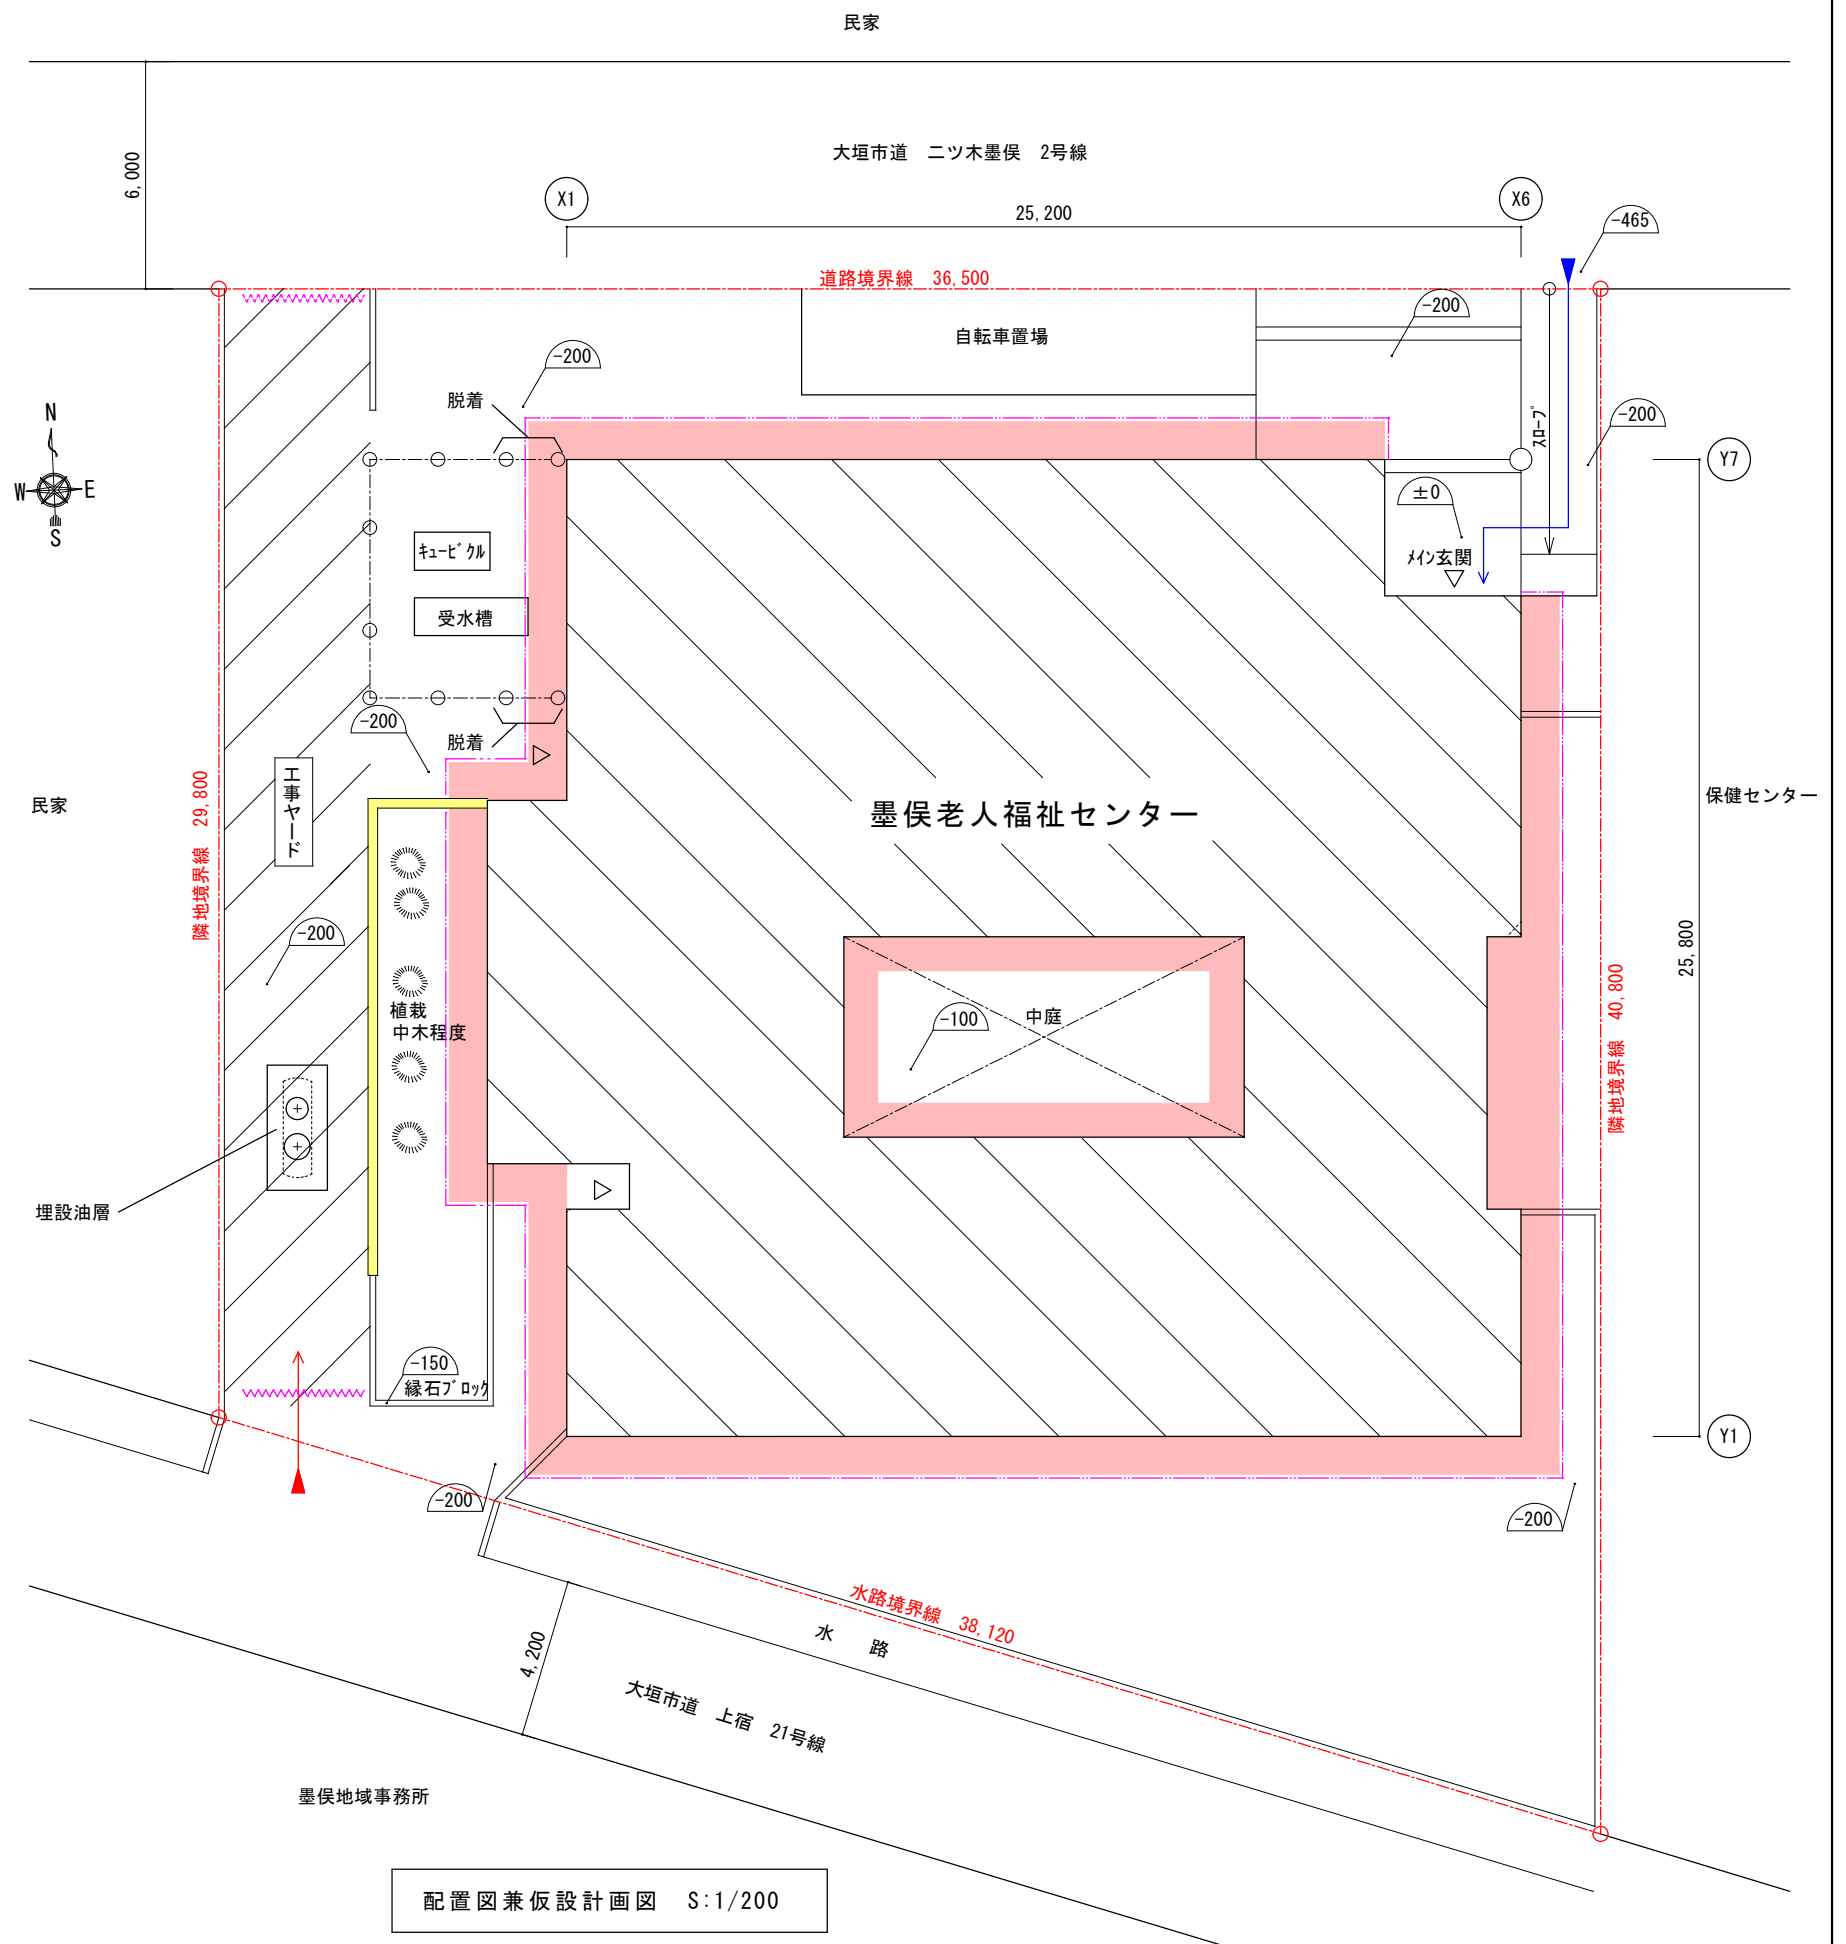 民家
6,000
大垣市道　二ツ木墨俣　2号線
X1
X6
25,200
-465
道路境界線　36,500
-200
自転車置場
-200
脱着
スロープ
-200
N
W
E
S
Y7
±0
キュービクル
メイン玄関
受水槽
-200
脱着
工事ヤード
民家
隣地境界線　29,800
墨俣老人福祉センター
保健センター
25,800
-200
隣地境界線　40,800
植栽
中木程度
-100
中庭
埋設油層
-150
縁石ブロック
Y1
-200
-200
水路境界線　38,120
水　路
4,200
大垣市道　上宿　21号線
墨俣地域事務所
配置図兼仮設計画図　S:1/200